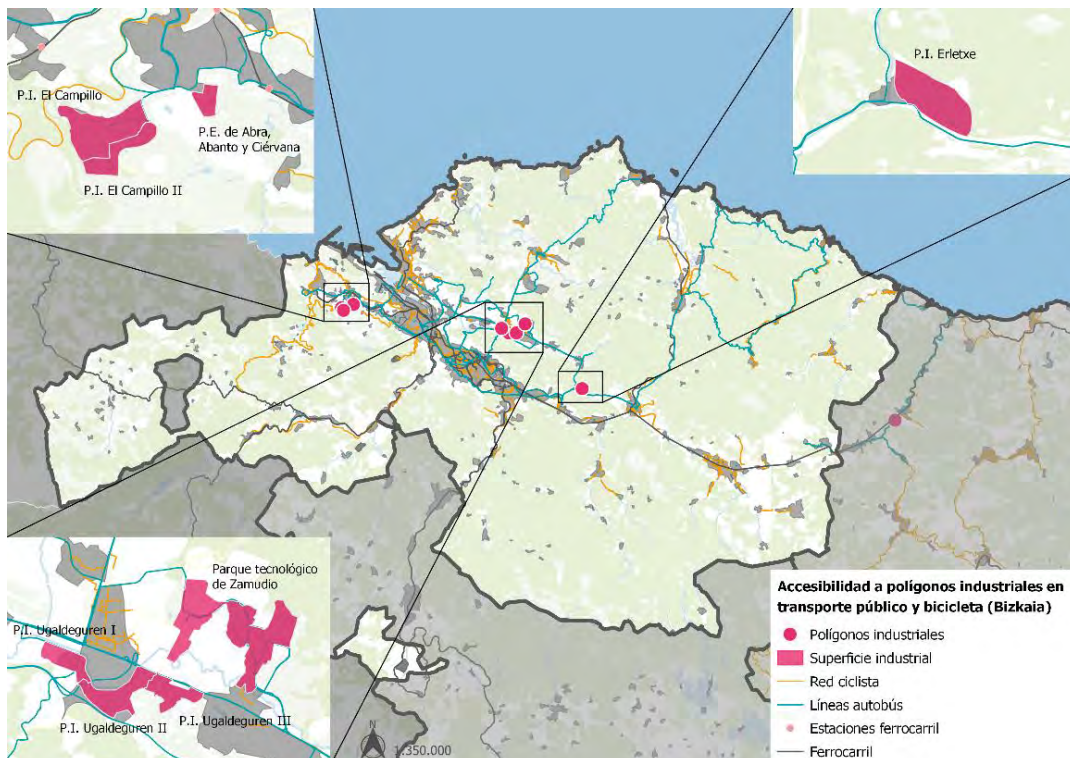 P.I. El Campillo
P.E. de Abra,
Abanto y Ciérvana
P.I. El Campillo II
P.I. Erletxe
Parque tecnológico
de Zamudio
P.I. Ugaldeguren I
P.I. Ugaldeguren II
P.I. Ugaldeguren III
N
1:350.000
Accesibilidad a polígonos industriales en
transporte público y bicicleta (Bizkaia)
Polígonos industriales
Superficie industrial
Red ciclista
Líneas autobús
Estaciones ferrocarril
Ferrocarril